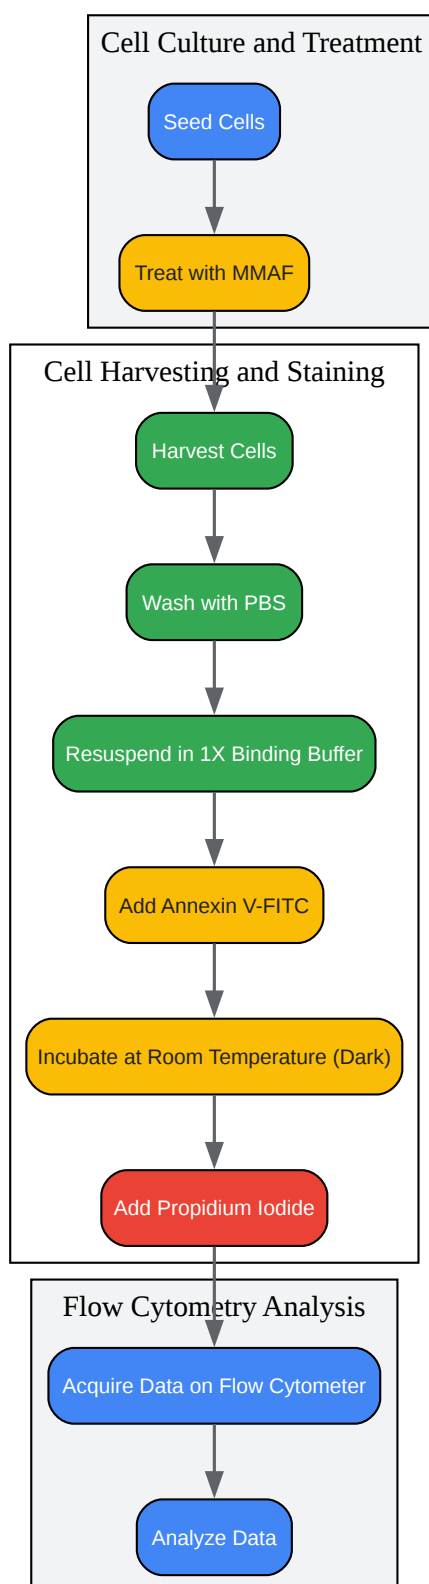 Cell Culture and Treatment
Seed Cells
Treat with MMAF
Cell Harvesting and Staining
Harvest Cells
Wash with PBS
Resuspend in 1X Binding Buffer
Add Annexin V-FITC
Incubate at Room Temperature (Dark)
Add Propidium Iodide
Flow Cytometry Analysis
Acquire Data on Flow Cytometer
Analyze Data